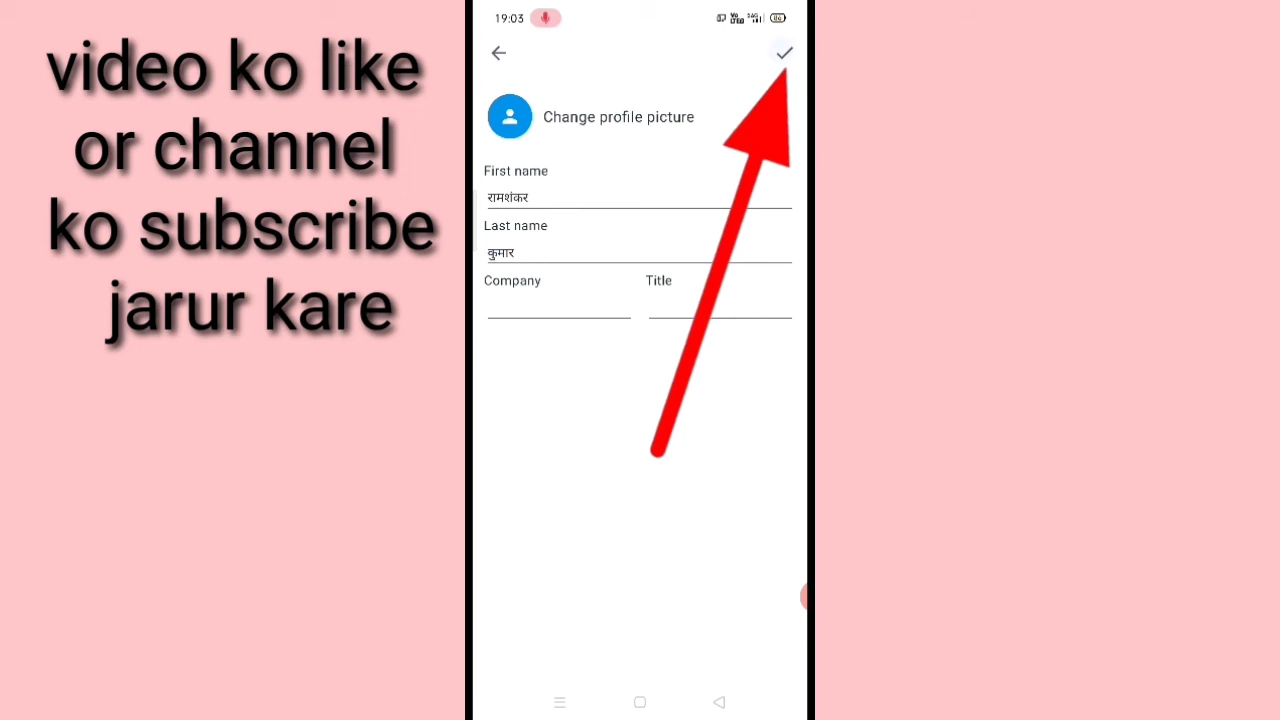 video ko like
or channel
ko subscribe
jarur kare
19:03
Change profile picture
First name
रामशंकर
Last name
कुमार
Company Title